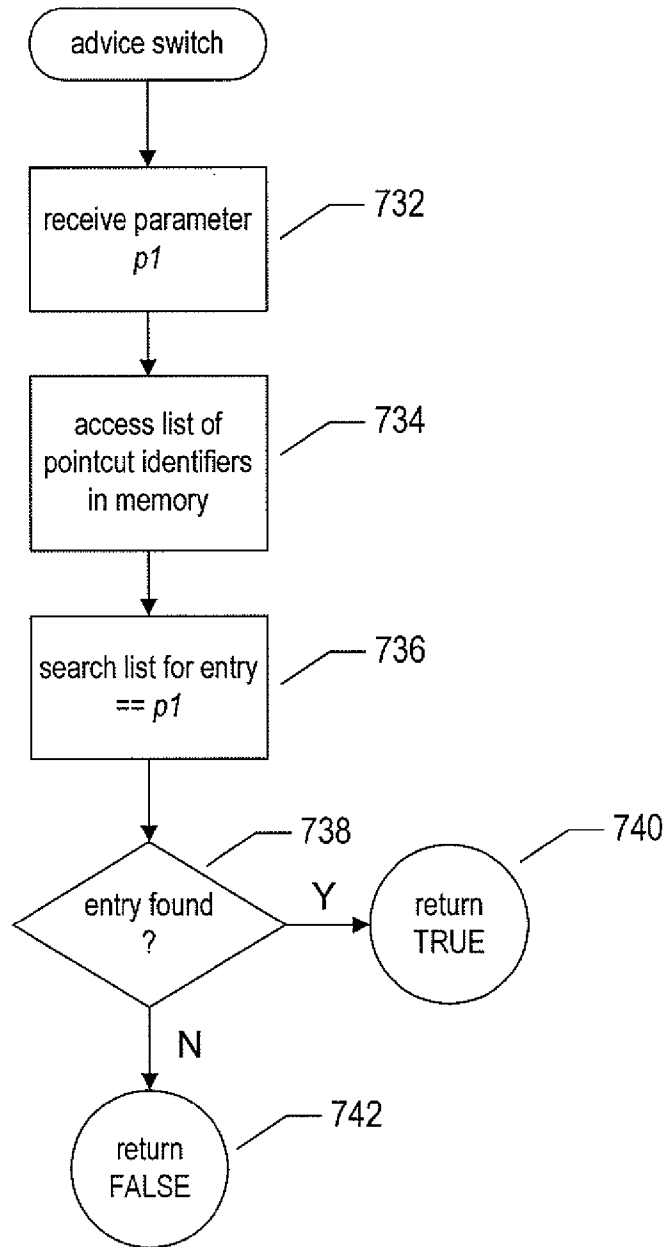 advice switch
receive parameter
p1
732
access list of
pointcut identifiers
in memory
734
search list for entry
== p1
736
entry found
?
738
Y
return
TRUE
740
N
return
FALSE
742